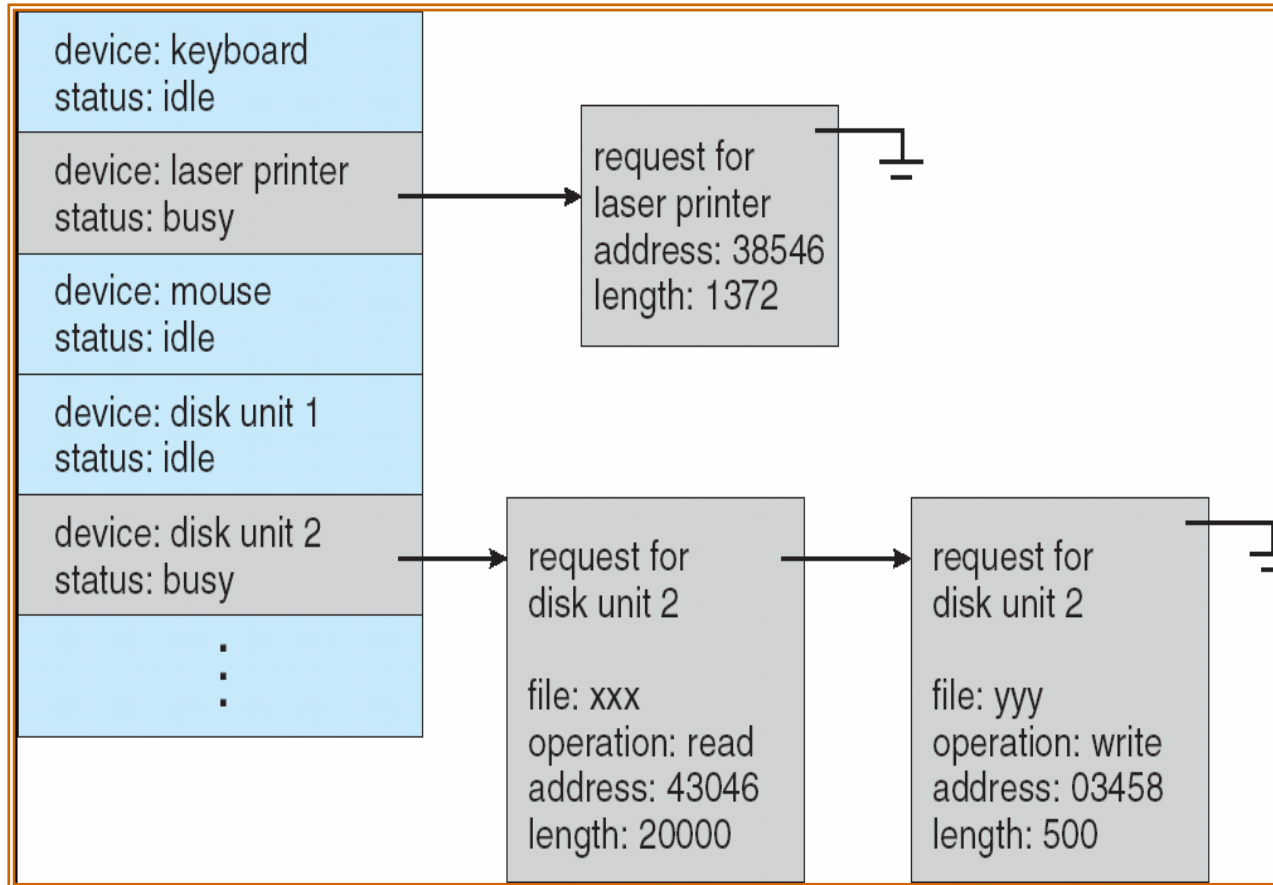 device: keyboard
status: idle
device: laser printer
status: busy
device: mouse
status: idle
device: disk unit 1
status: idle
device: disk unit 2
status: busy
request for
laser printer
address: 38546
length: 1372
request for
disk unit 2
file: xxx
operation: read
address: 43046
length: 20000
request for
disk unit 2
file: yyy
operation: write
address: 03458
length: 500